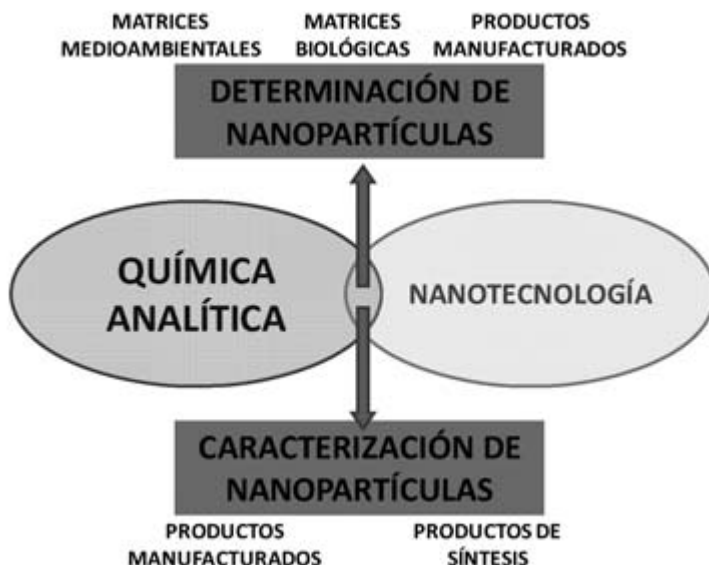 MATRICES
MEDIOAMBIENTALES
MATRICES
BIOLÓGICAS
PRODUCTOS
MANUFACTURADOS
DETERMINACIÓN DE
NANOPARTÍCULAS
QUÍMICA
ANALÍTICA
NANOTECNOLOGÍA
CARACTERIZACIÓN DE
NANOPARTÍCULAS
PRODUCTOS
MANUFACTURADOS
PRODUCTOS DE
SÍNTESIS